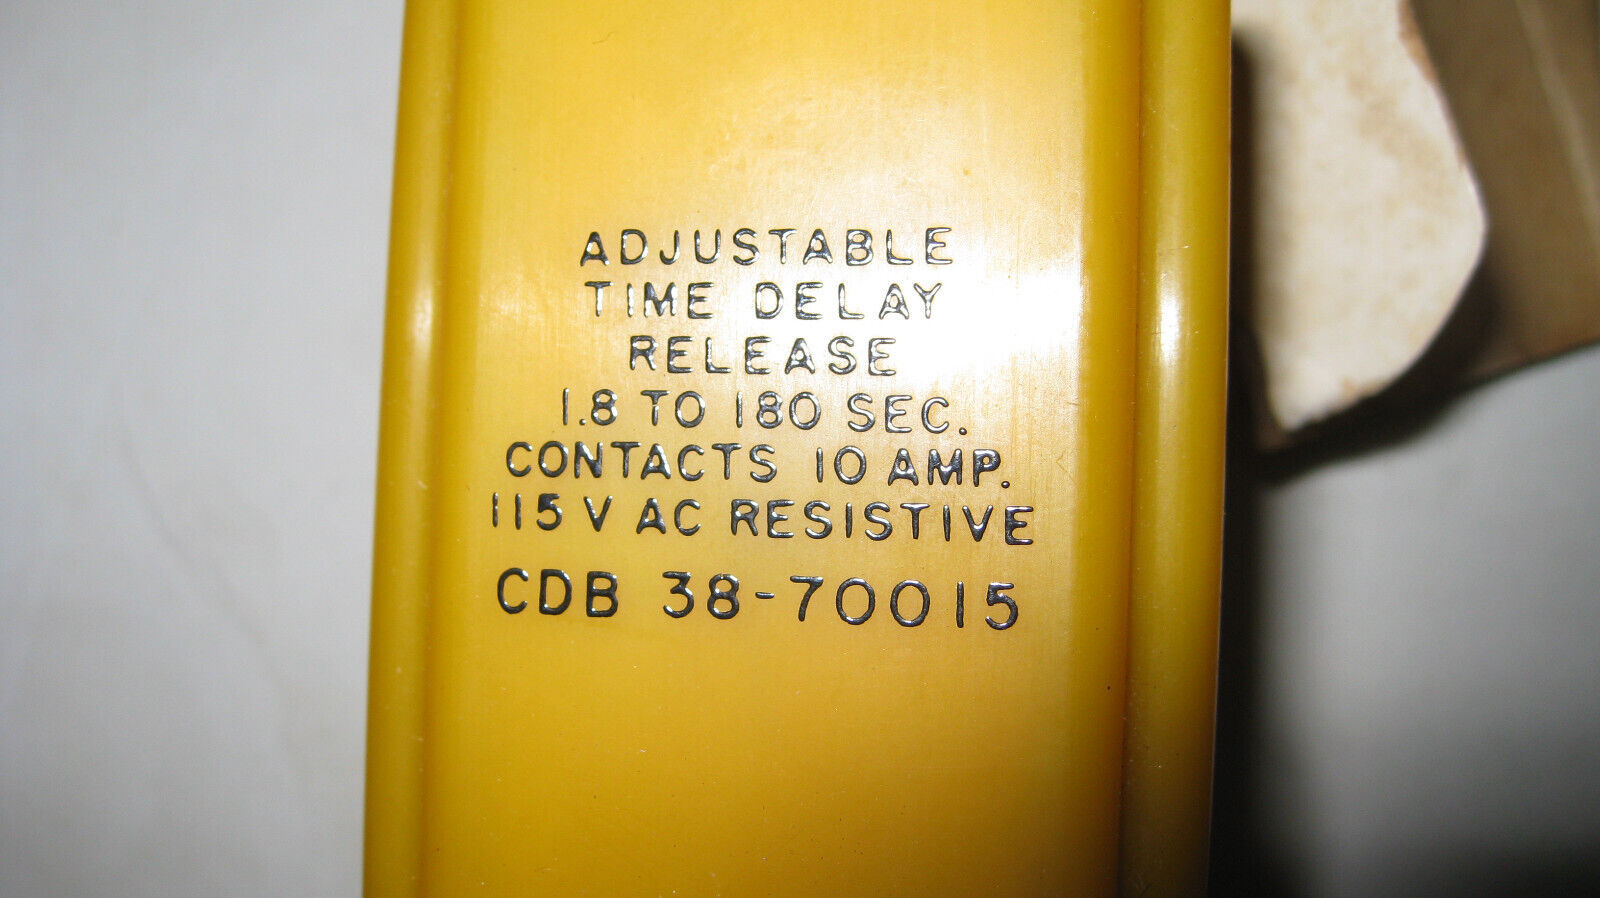 ADJUSTABLE
TIME DELAY
RELEASE
1.8 TO 180 SEC.
CONTACTS 10 AMP.
115 V AC RESISTIVE
CDB 38-70015